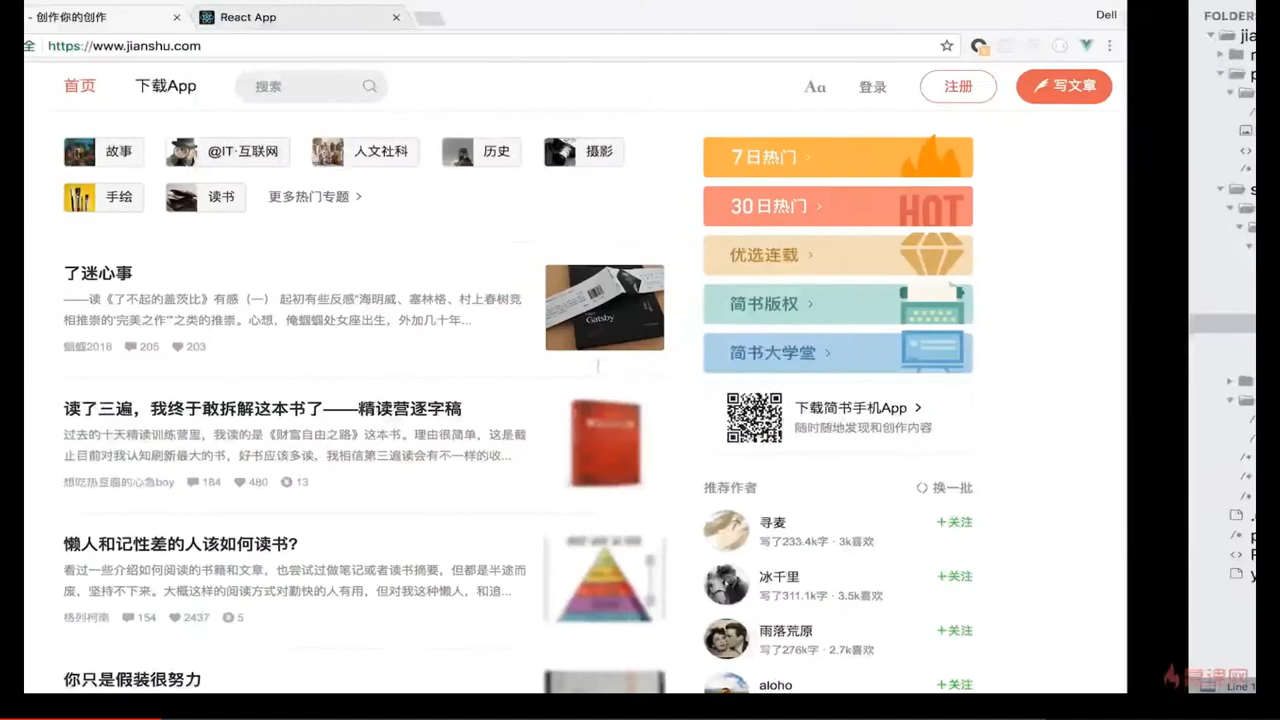 - 创作你的创作
React App
Dell
https://www.jianshu.com
首页
下载App
搜索
Aa
登录
注册
写文章
故事
@IT·互联网
人文社科
历史
摄影
手绘
读书
更多热门专题 >
7日热门 >
30日热门 >
HOT
优选连载 >
简书版权 >
简书大学堂 >
下载简书手机App >
随时随地发现和创作内容
了迷心事
——读《了不起的盖茨比》有感（一） 起初有些反感“海明威、塞林格、村上春树竞
相推崇的‘完美之作’”之类的推崇。心想，俺蝈蝈处女座出生，外加几十年...
蝈蝈2018 205 203
Gatsby
读了三遍，我终于敢拆解这本书了——精读营逐字稿
过去的十天精读训练营里，我读的是《财富自由之路》这本书。理由很简单，这是截
止目前对我认知刷新最大的书，好书应该多读，我相信第三遍读会有不一样的收...
想吃热豆腐的心急boy 184 480 13
懒人和记性差的人该如何读书?
看过一些介绍如何阅读的书籍和文章，也尝试过做笔记或者读书摘要，但都是半途而
废，坚持不下来。大概这样的阅读方式对勤快的人有用，但对我这种懒人，和追...
格列柯南 154 2437 5
你只是假装很努力
推荐作者
换一批
寻麦
+关注
写了233.4k字 · 3k喜欢
冰千里
+关注
写了311.1k字 · 3.5k喜欢
雨落荒原
+关注
写了276k字 · 2.7k喜欢
aloho
+关注
FOLDER
慕课网
Line 1